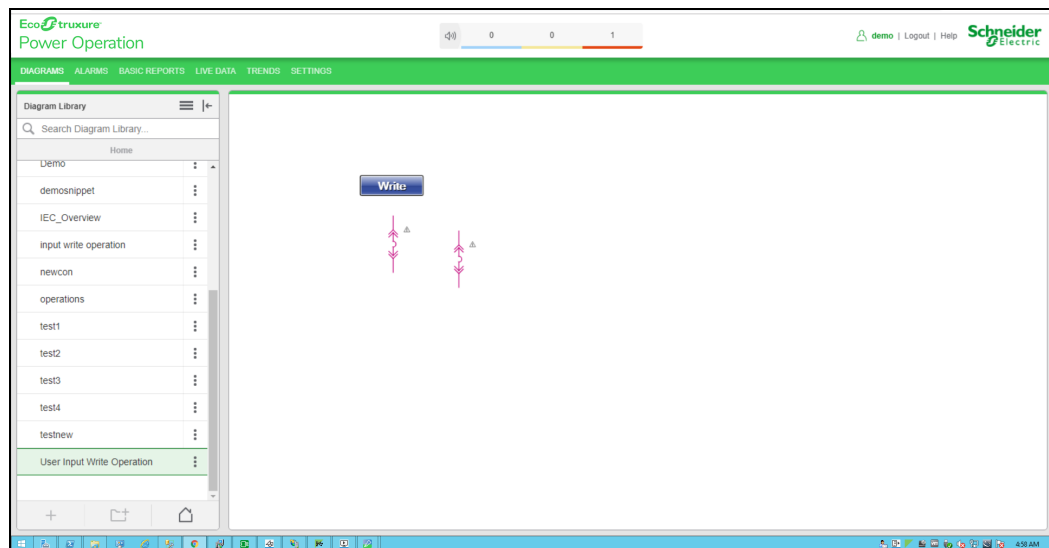 EcoStruxure
Power Operation
0 0 1
demo | Logout | Help
Schneider
Electric
DIAGRAMS ALARMS BASIC REPORTS LIVE DATA TRENDS SETTINGS
Diagram Library
Search Diagram Library...
Home
Demo
demosnippet
IEC_Overview
input write operation
newcon
operations
test1
test2
test3
test4
testnew
User Input Write Operation
Write
4:58 AM